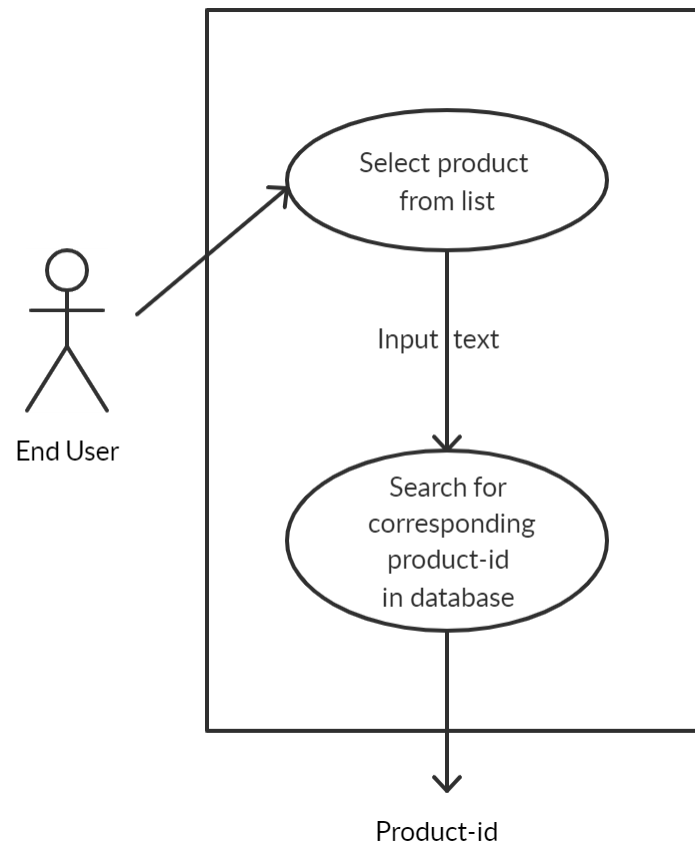 Select product
from list
Input text
End User
Search for
corresponding
product-id
in database
Product-id